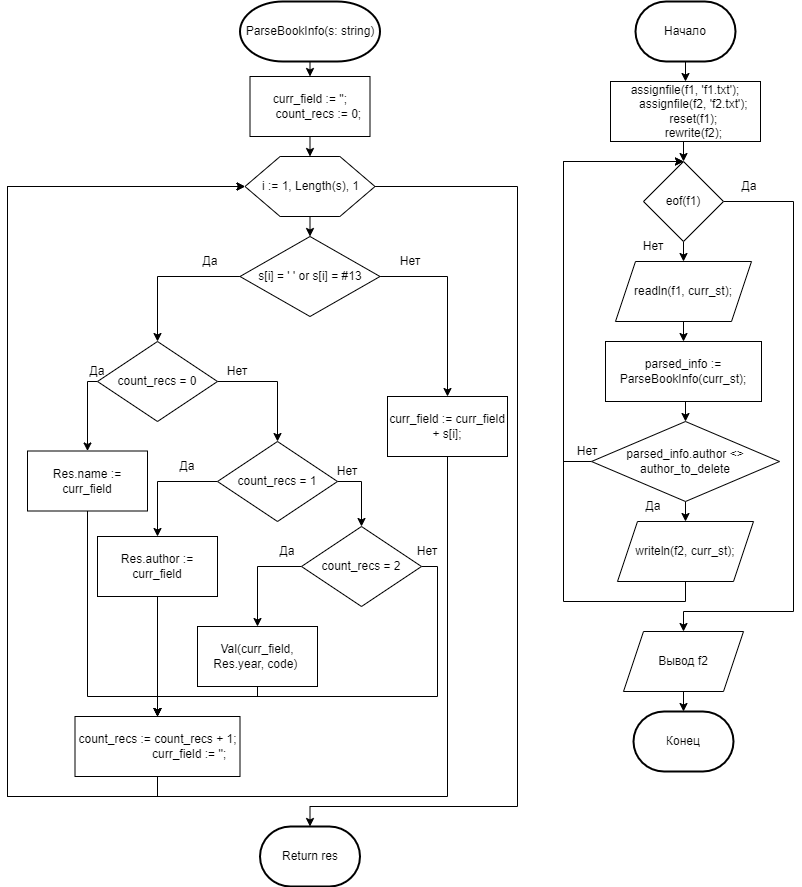 ParseBookInfo(s: string)
curr_field := '';
count_recs := 0;
i := 1, Length(s), 1
s[i] = ' ' or s[i] = #13
Да
Нет
count_recs = 0
Да
Нет
curr_field := curr_field
+ s[i];
Res.name :=
curr_field
count_recs = 1
Да
Нет
Res.author :=
curr_field
count_recs = 2
Да
Нет
Val(curr_field,
Res.year, code)
count_recs := count_recs + 1;
curr_field := '';
Return res
Начало
assignfile(f1, 'f1.txt');
assignfile(f2, 'f2.txt');
reset(f1);
rewrite(f2);
eof(f1)
Да
Нет
readln(f1, curr_st);
parsed_info :=
ParseBookInfo(curr_st);
parsed_info.author <>
author_to_delete
Нет
Да
writeln(f2, curr_st);
Вывод f2
Конец